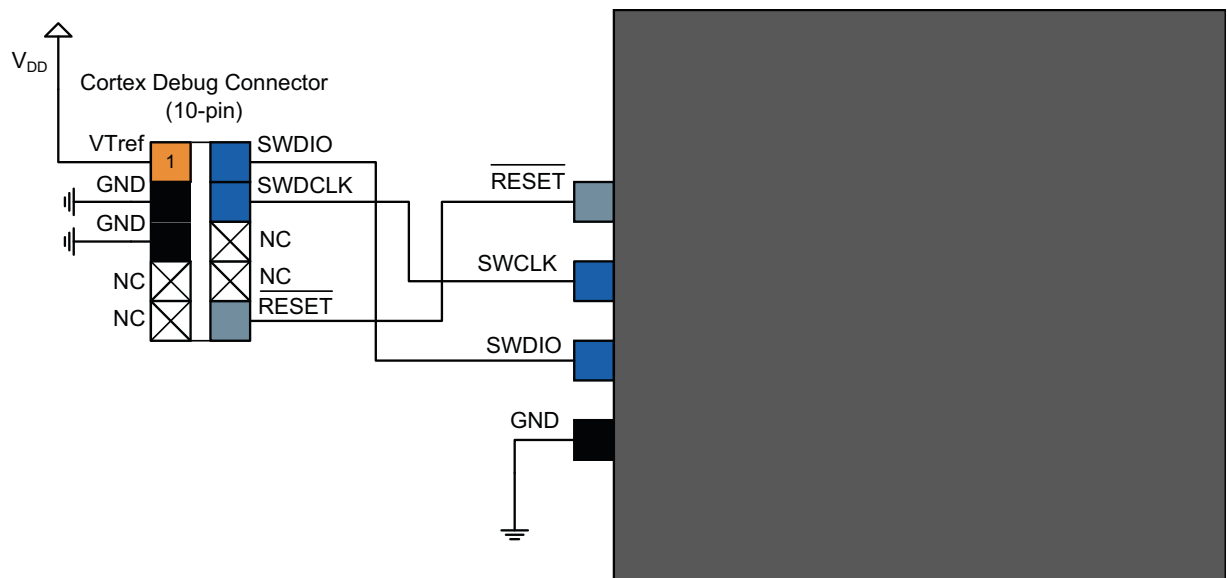 V_DD
Cortex Debug Connector
(10-pin)
VTref
1
SWDIO
GND
SWDCLK
GND
NC
NC
NC
NC
RESET
RESET
SWCLK
SWDIO
GND